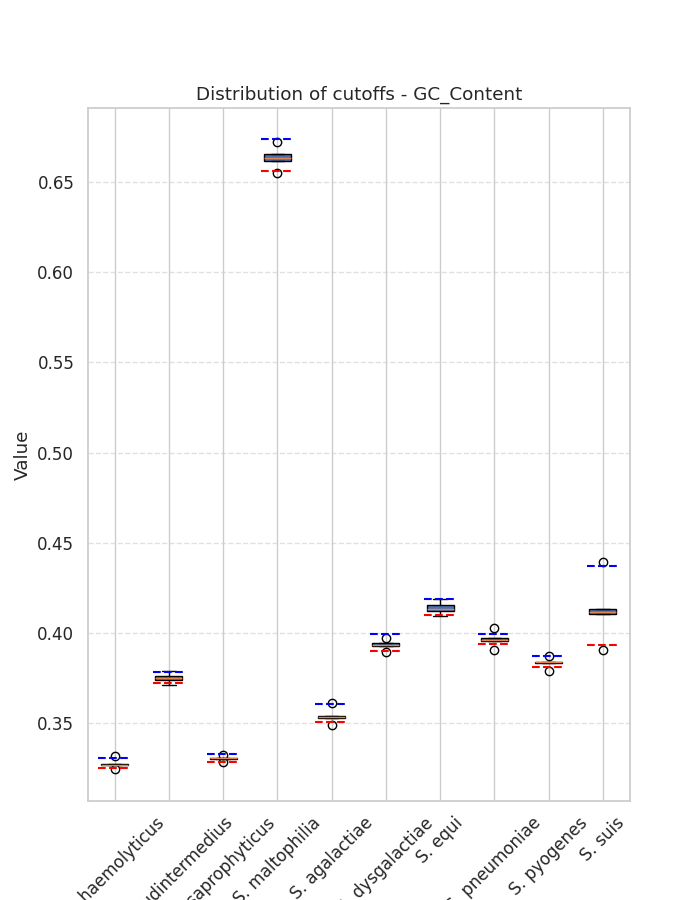 Distribution of cutoffs - GC_Content
Value
0.65
0.60
0.55
0.50
0.45
0.40
0.35
haemolyticus
saprophyticus
S. maltophilia
S. agalactiae
dysgalactiae
S. equi
pneumoniae
S. pyogenes
S. suis